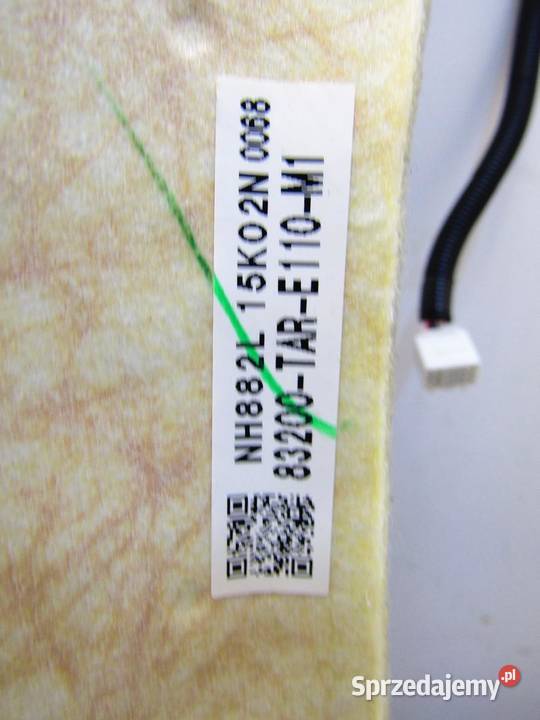 NH882L 15K02N 0068
83200-TAR-E110-M1
Sprzedajemy.pl